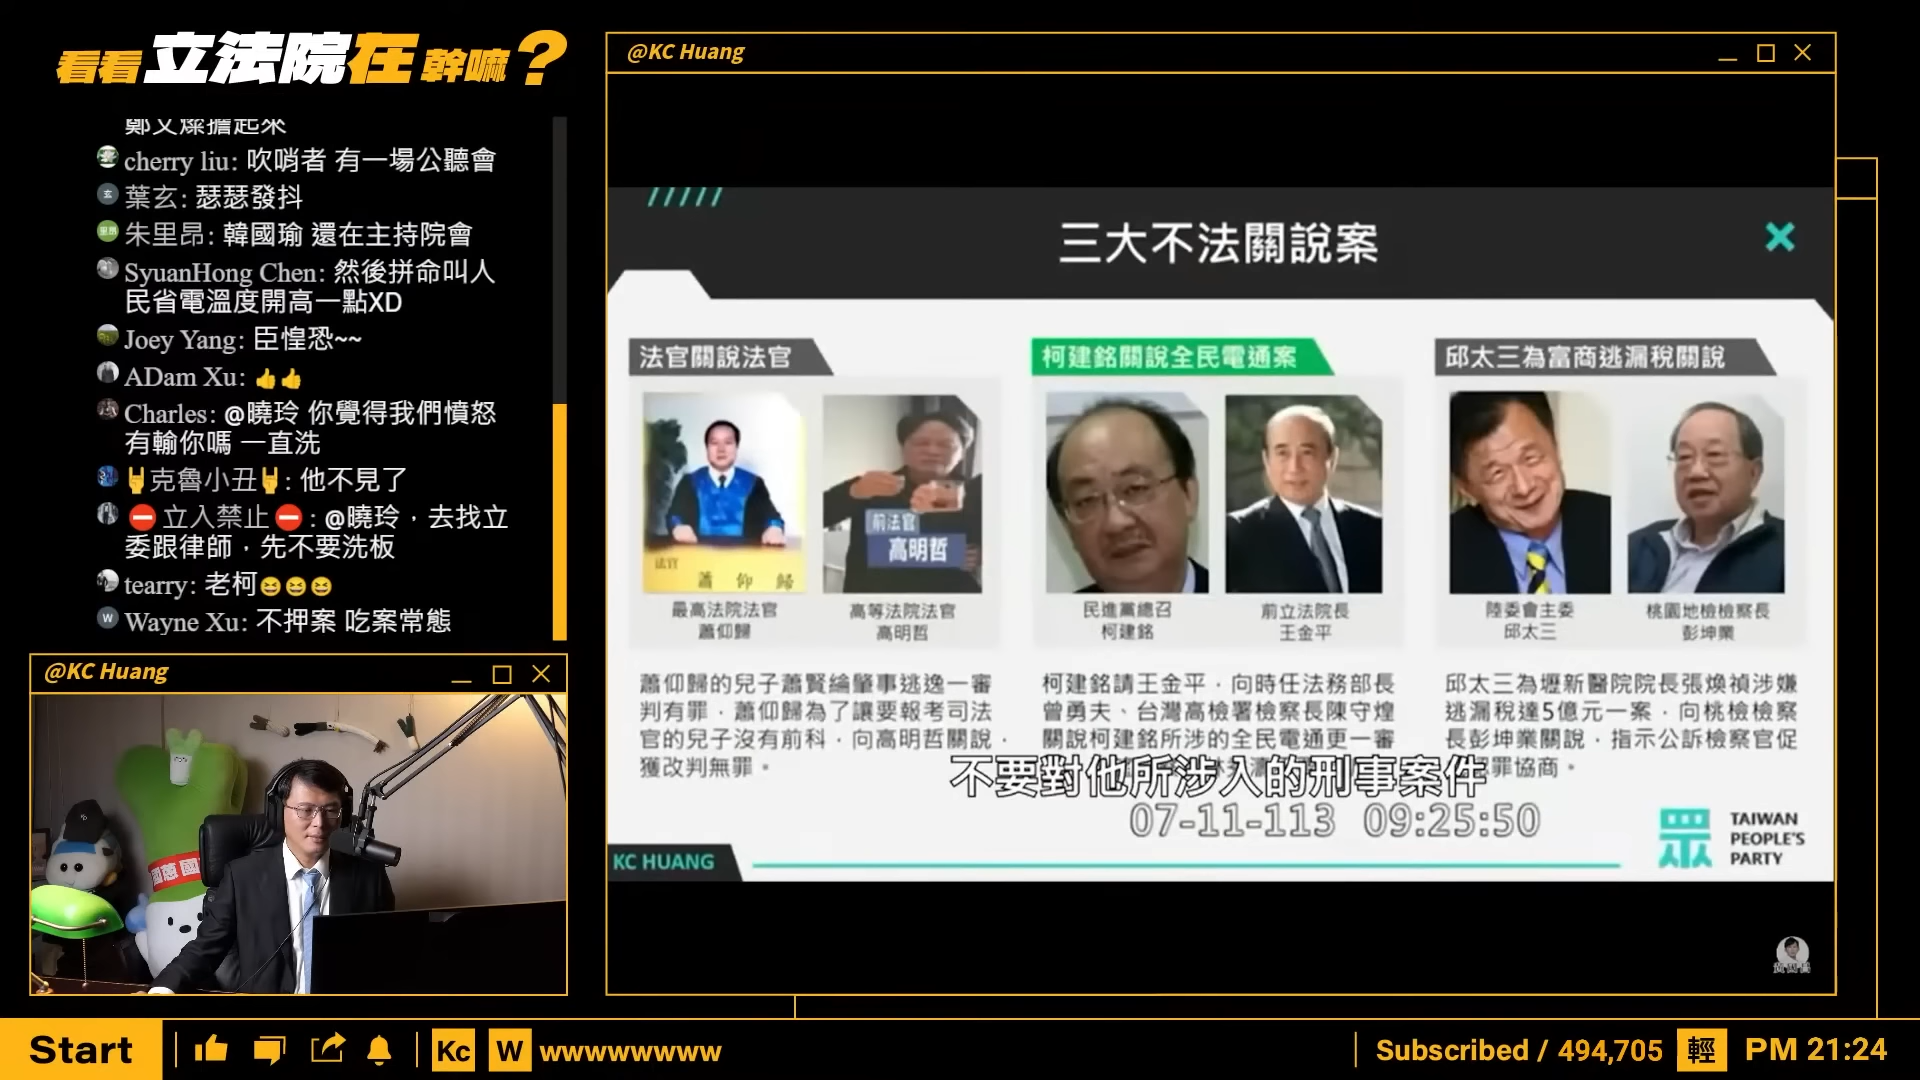 看看立法院在幹嘛?
鄭文燦擔起來
cherry liu: 吹哨者 有一場公聽會
葉玄: 瑟瑟發抖
朱里昂: 韓國瑜 還在主持院會
SyuanHong Chen: 然後拼命叫人
民省電溫度開高一點XD
Joey Yang: 臣惶恐~~
ADam Xu: 👍👍
Charles: @曉玲 你覺得我們憤怒
有輸你嗎 一直洗
🤘克魯小丑🤘: 他不見了
⛔立入禁止⛔: @曉玲，去找立
委跟律師，先不要洗板
tearry: 老柯😆😆😆
Wayne Xu: 不押案 吃案常態
@KC Huang
@KC Huang
三大不法關說案
法官關說法官
法官
蕭仰歸
前法官
高明哲
最高法院法官
蕭仰歸
高等法院法官
高明哲
蕭仰歸的兒子蕭賢綸肇事逃逸一審
判有罪，蕭仰歸為了讓要報考司法
官的兒子沒有前科，向高明哲關說，
獲改判無罪。
柯建銘關說全民電通案
民進黨總召
柯建銘
前立法院長
王金平
柯建銘請王金平，向時任法務部長
曾勇夫、台灣高檢署檢察長陳守煌
關說柯建銘所涉的全民電通更一審
邱太三為富商逃漏稅關說
陸委會主委
邱太三
桃園地檢檢察長
彭坤業
邱太三為壢新醫院院長張煥禎涉嫌
逃漏稅達5億元一案，向桃檢檢察
長彭坤業關說，指示公訴檢察官促
罪協商。
不要對他所涉入的刑事案件
07-11-113 09:25:50
KC HUANG
眾
TAIWAN
PEOPLE'S
PARTY
Start
Kc W wwwwwwwww
Subscribed / 494,705 輕 PM 21:24